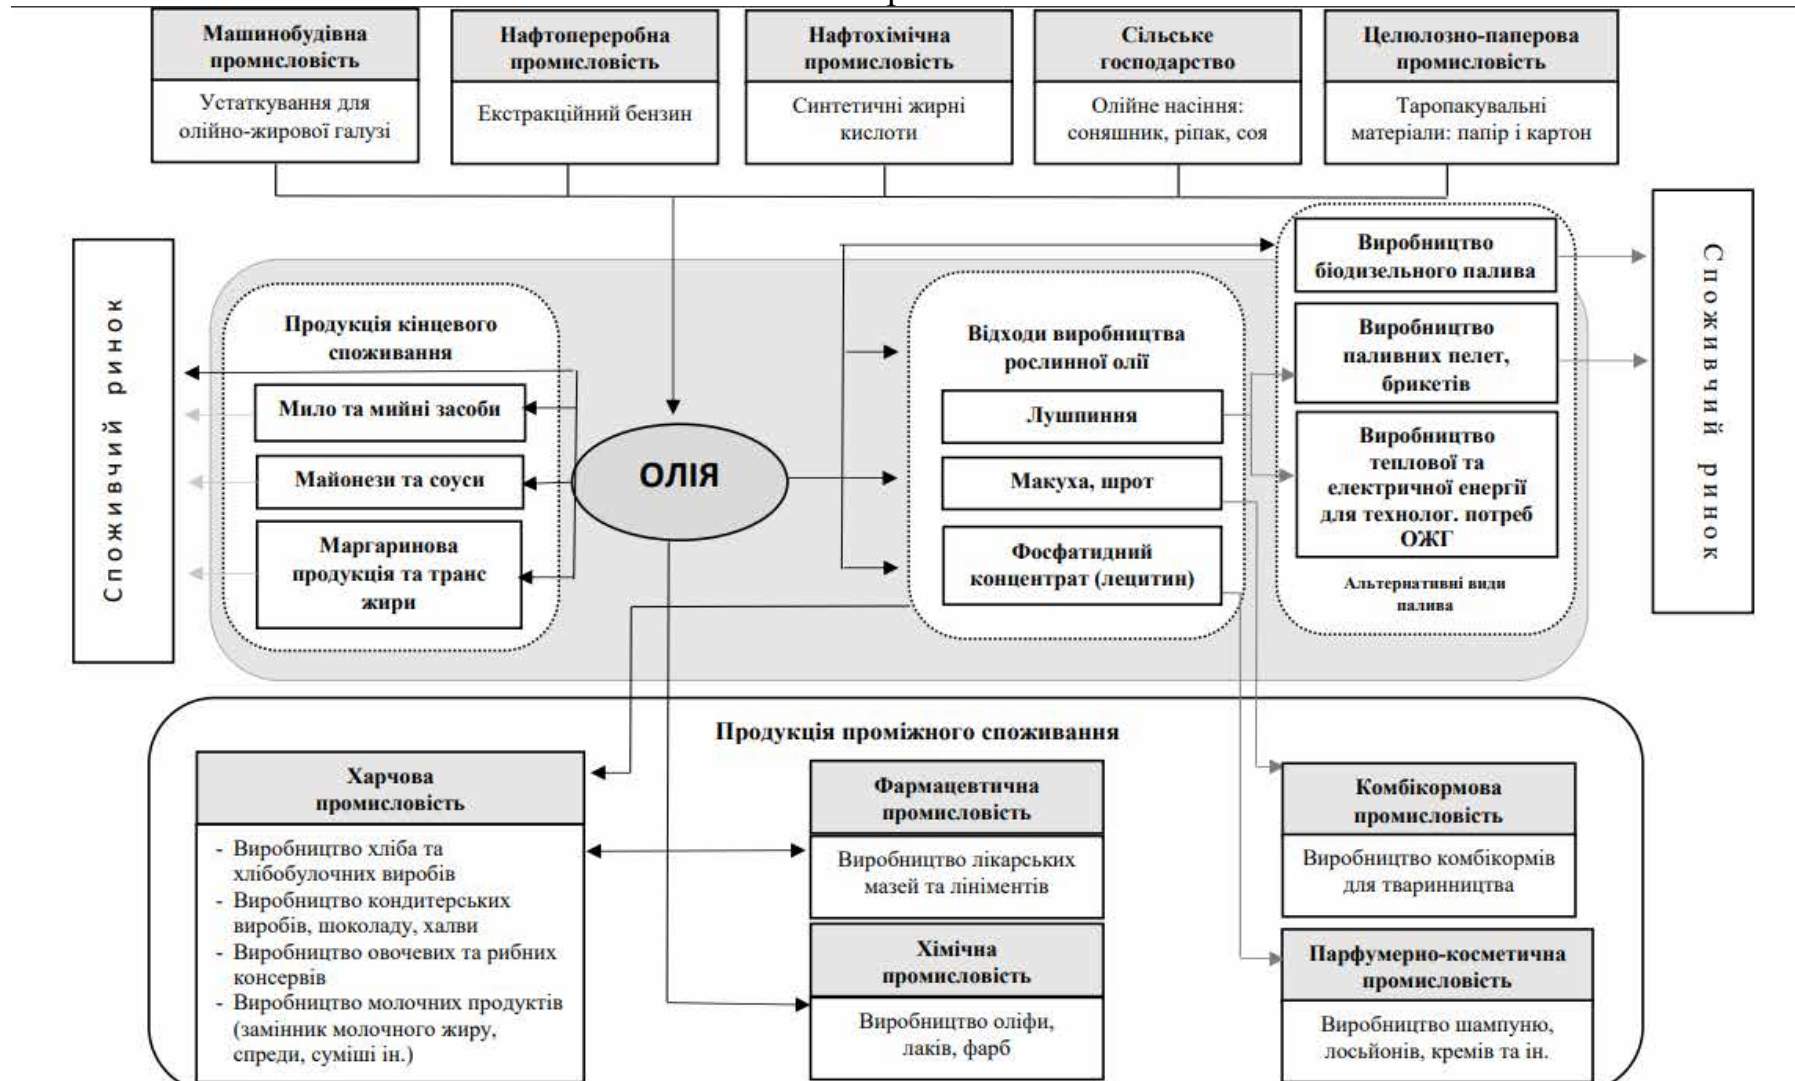 Машинобудівна
промисловість
Устаткування для
олійно-жирової галузі
Нафтопереробна
промисловість
Екстракційний бензин
Нафтохімічна
промисловість
Синтетичні жирні
кислоти
Сільське
господарство
Олійне насіння:
соняшник, ріпак, соя
Целюлозно-паперова
промисловість
Таропакувальні
матеріали: папір і картон
Споживчий ринок
Продукція кінцевого
споживання
Мило та мийні засоби
Майонези та соуси
Маргаринова
продукція та транс
жири
ОЛІЯ
Відходи виробництва
рослинної олії
Лушпиння
Макуха, шрот
Фосфатидний
концентрат (лецитин)
Виробництво
біодизельного палива
Виробництво
паливних пелет,
брикетів
Виробництво
теплової та
електричної енергії
для технолог. потреб
ОЖГ
Альтернативні види
палива
Споживчий ринок
Продукція проміжного споживання
Харчова
промисловість
- Виробництво хліба та
хлібобулочних виробів
- Виробництво кондитерських
виробів, шоколаду, халви
- Виробництво овочевих та рибних
консервів
- Виробництво молочних продуктів
(замінник молочного жиру,
спреди, суміші ін.)
Фармацевтична
промисловість
Виробництво лікарських
мазей та лініментів
Хімічна
промисловість
Виробництво оліфи,
лаків, фарб
Комбікормова
промисловість
Виробництво комбікормів
для тваринництва
Парфумерно-косметична
промисловість
Виробництво шампуню,
лосьйонів, кремів та ін.